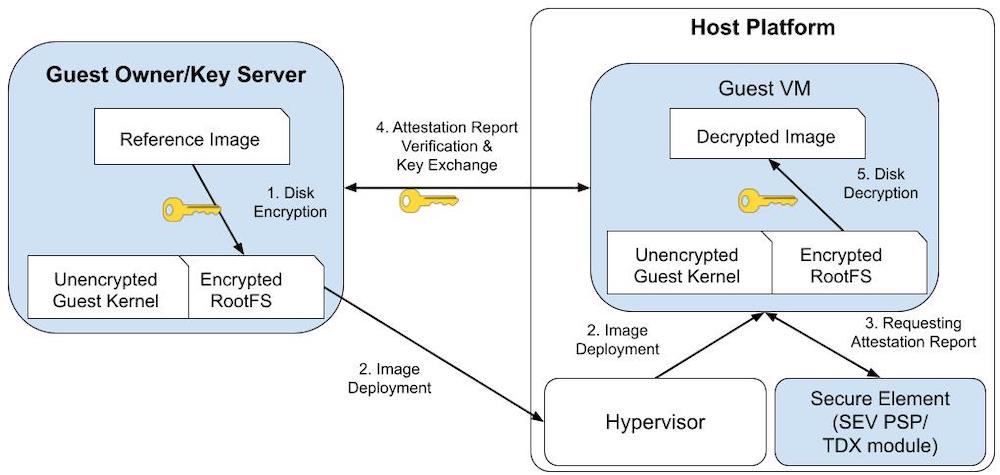 Host Platform
Guest Owner/Key Server
Reference Image
1. Disk
Encryption
Unencrypted
Guest Kernel
Encrypted
RootFS
4. Attestation Report
Verification &
Key Exchange
2. Image
Deployment
Guest VM
Decrypted Image
5. Disk
Decryption
Unencrypted
Guest Kernel
Encrypted
RootFS
2. Image
Deployment
3. Requesting
Attestation Report
Hypervisor
Secure Element
(SEV PSP/
TDX module)